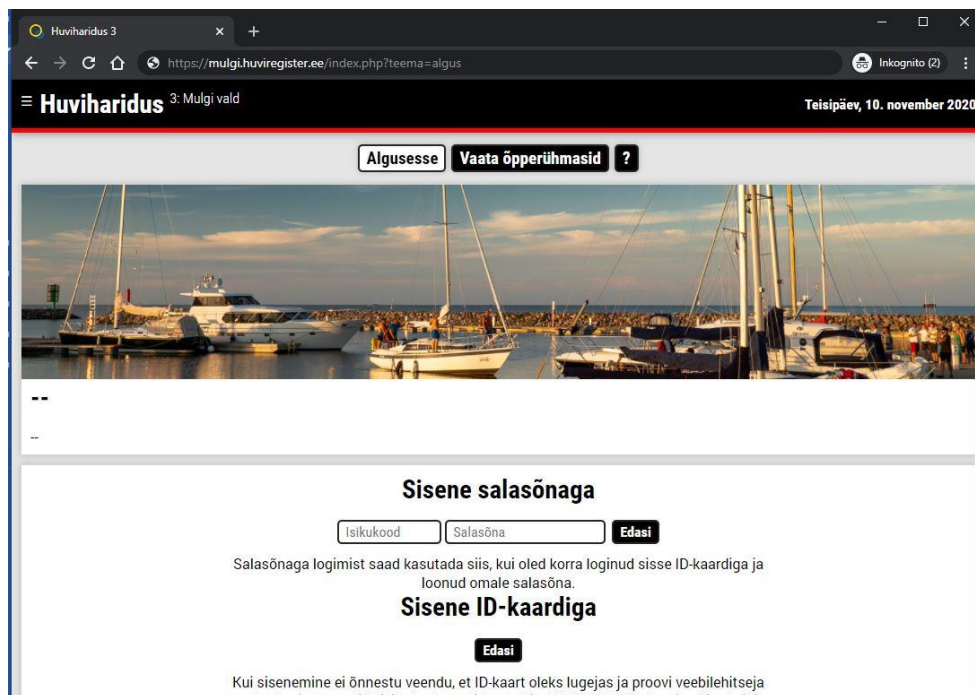 Huviharidus 3
https://mulgi.huviregister.ee/index.php?teema=algus
Inkognito (2)
Huviharidus 3: Mulgi vald
Teisipäev, 10. november 2020
Algusesse Vaata õpperühmasid ?
--
--
Sisene salasõnaga
Isikukood Salasõna Edasi
Salasõnaga logimist saad kasutada siis, kui oled korra loginud sisse ID-kaardiga ja
loonud omale salasõna.
Sisene ID-kaardiga
Edasi
Kui sisenemine ei õnnestu veendu, et ID-kaart oleks lugejas ja proovi veebilehitseja